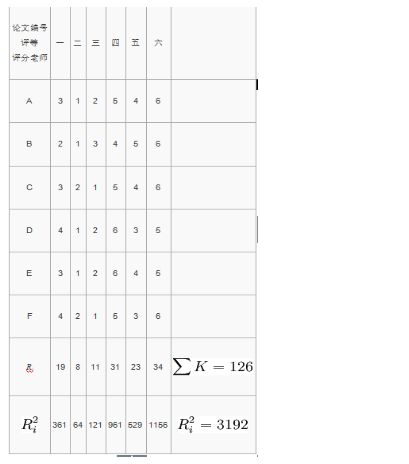 论文编号
评等
评分老师
一 二 三 四 五 六
A 3 1 2 5 4 6
B 2 1 3 4 5 6
C 3 2 1 5 4 6
D 4 1 2 6 3 5
E 3 1 2 6 4 5
F 4 2 1 5 3 6
19 8 11 31 23 34 ∑ K = 126
R_i^2 361 64 121 961 529 1156 R_i^2 = 3192